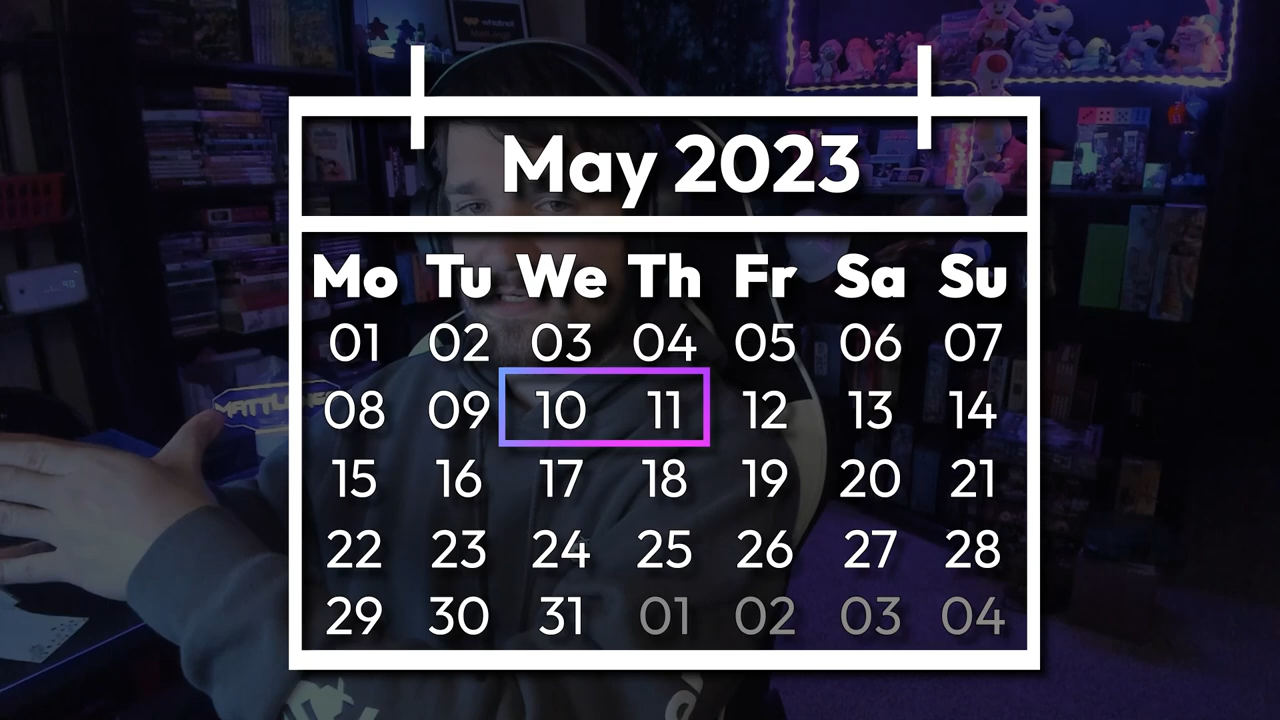 May 2023
Mo Tu We Th Fr Sa Su
01 02 03 04 05 06 07
08 09 10 11 12 13 14
15 16 17 18 19 20 21
22 23 24 25 26 27 28
29 30 31 01 02 03 04